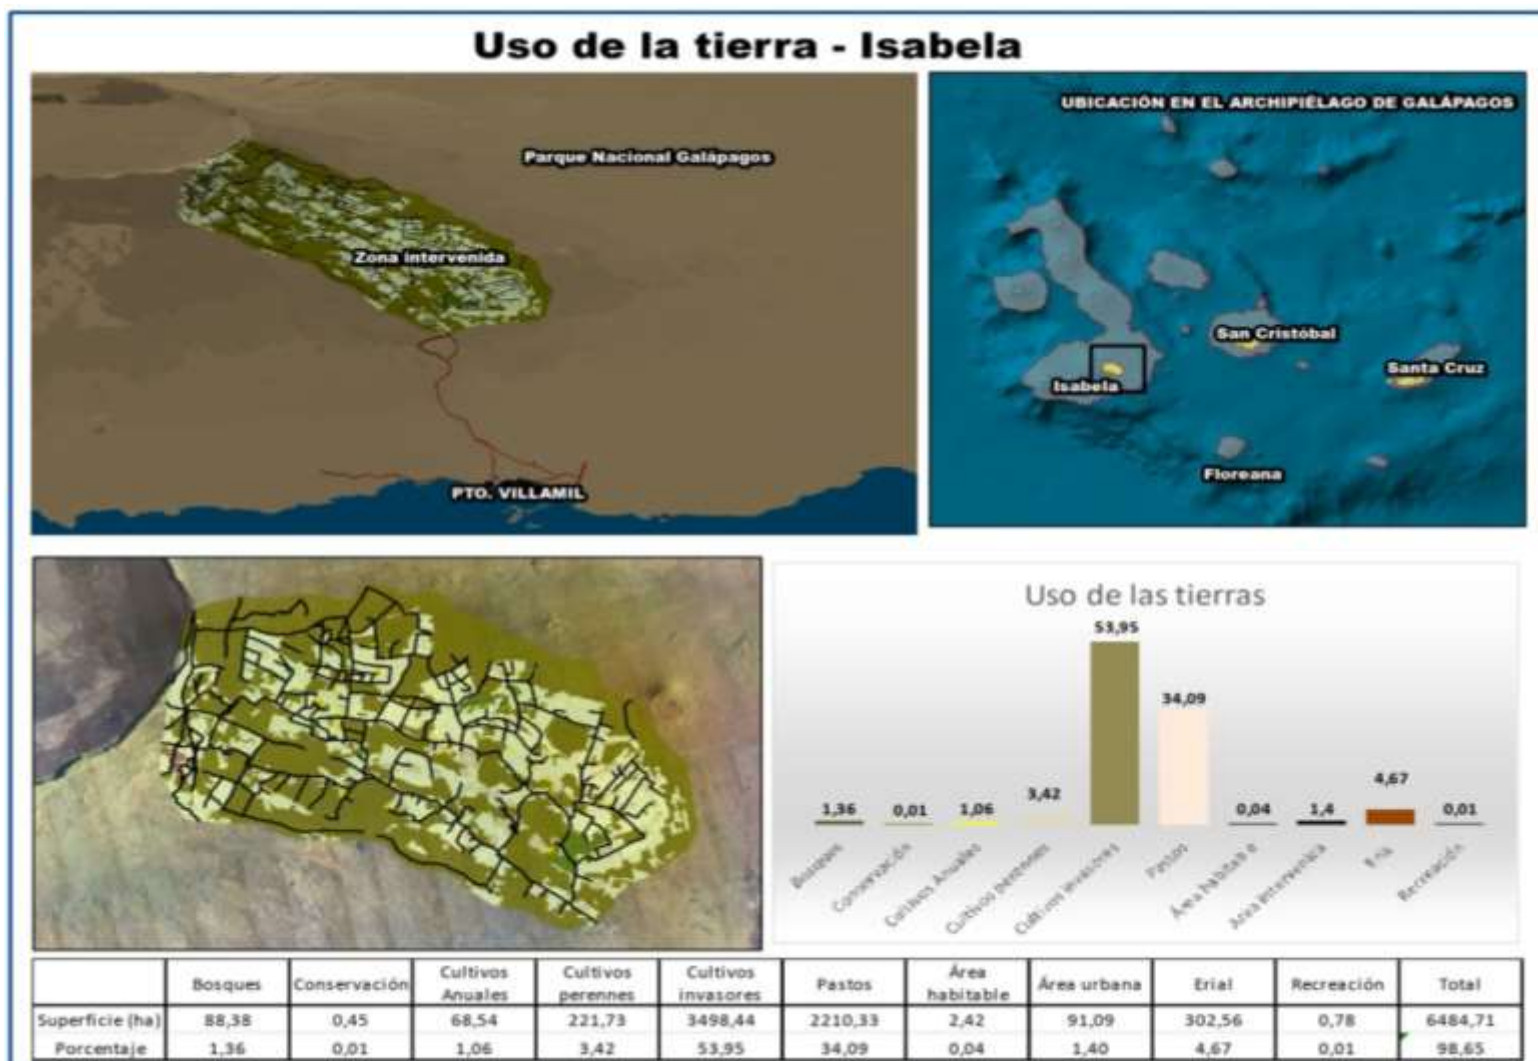 Uso de la tierra - Isabela
Parque Nacional Galápagos
Zona intervenida
PTO. VILLAMIL
UBICACIÓN EN EL ARCHIPIÉLAGO DE GALÁPAGOS
San Cristóbal
Santa Cruz
Isabela
Floreana
Uso de las tierras
53,95
34,09
4,67
3,42
1,36
0,01
1,06
0,04
1,4
0,01
Bosques
Conservación
Cultivos Anuales
Cultivos perennes
Cultivos invasores
Pastos
Recreación
Bosques Conservación Cultivos Anuales Cultivos perennes Cultivos invasores Pastos Área habitable Área urbana Erial Recreación Total
Superficie (ha) 88,38 0,45 68,54 221,73 3498,44 2210,33 2,42 91,09 302,56 0,78 6484,71
Porcentaje 1,36 0,01 1,06 3,42 53,95 34,09 0,04 1,40 4,67 0,01 98,65